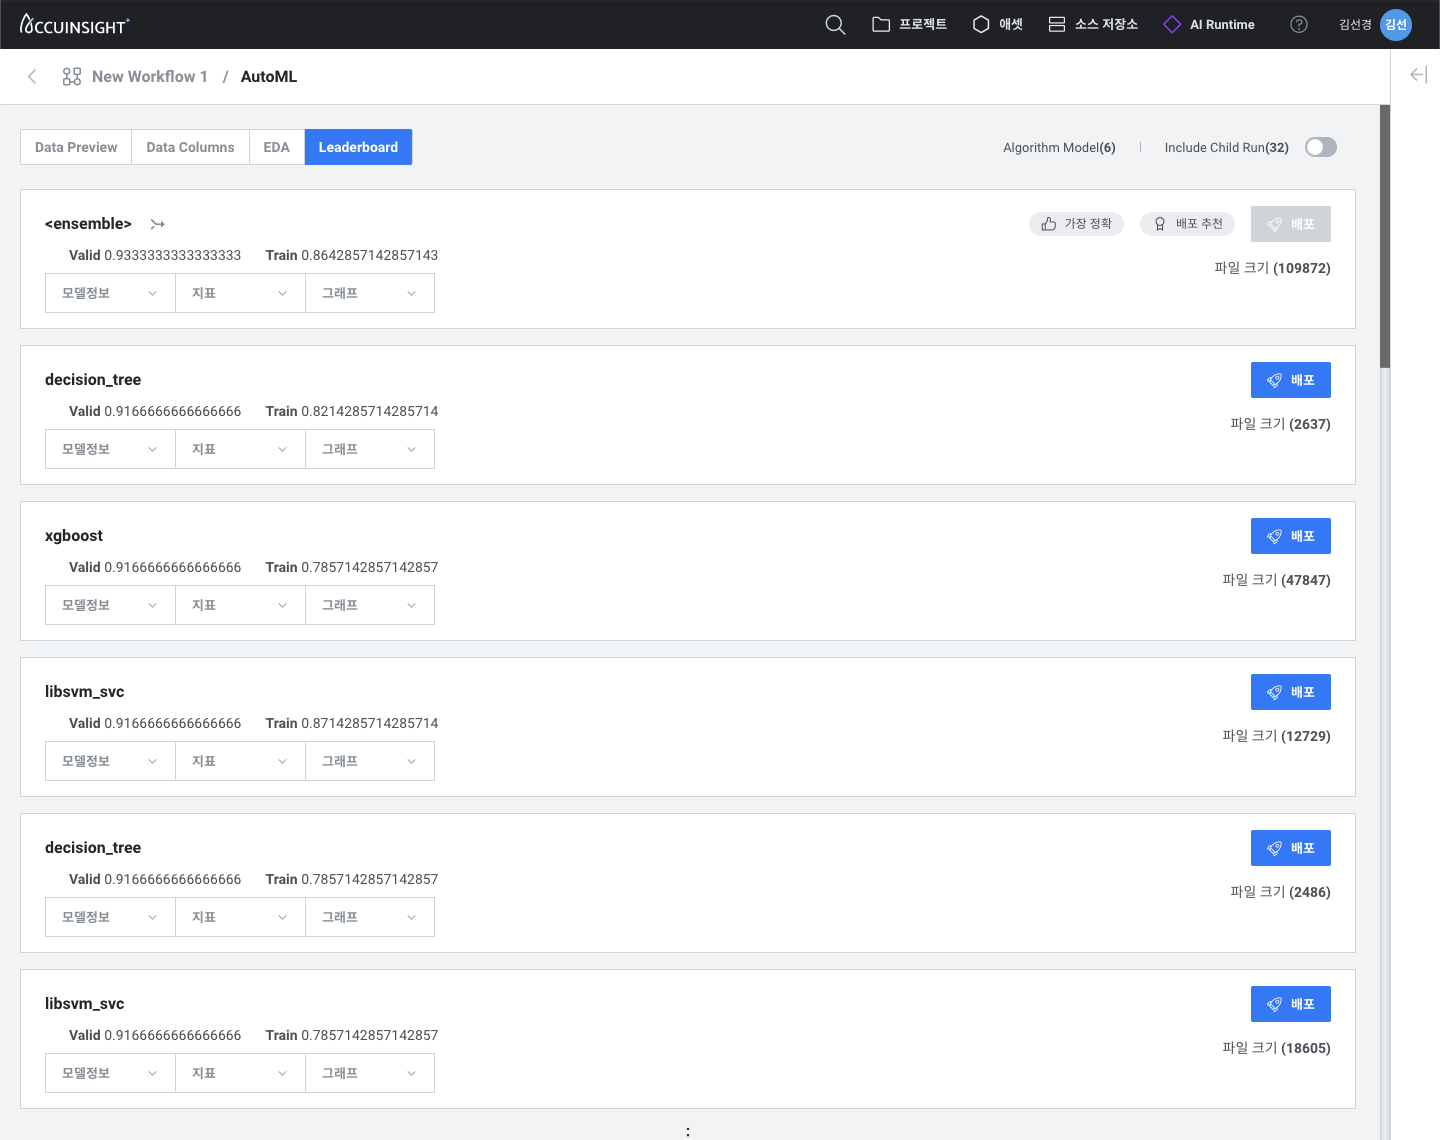 ACCUINSIGHT+
프로젝트
애셋
소스 저장소
AI Runtime
?
김선경
김선
New Workflow 1 / AutoML
Data Preview
Data Columns
EDA
Leaderboard
Algorithm Model(6)
Include Child Run(32)
<ensemble>
가장 정확
배포 추천
배포
Valid 0.9333333333333333 Train 0.8642857142857143
파일 크기 (109872)
모델정보
지표
그래프
decision_tree
배포
Valid 0.9166666666666666 Train 0.8214285714285714
파일 크기 (2637)
모델정보
지표
그래프
xgboost
배포
Valid 0.9166666666666666 Train 0.7857142857142857
파일 크기 (47847)
모델정보
지표
그래프
libsvm_svc
배포
Valid 0.9166666666666666 Train 0.8714285714285714
파일 크기 (12729)
모델정보
지표
그래프
decision_tree
배포
Valid 0.9166666666666666 Train 0.7857142857142857
파일 크기 (2486)
모델정보
지표
그래프
libsvm_svc
배포
Valid 0.9166666666666666 Train 0.7857142857142857
파일 크기 (18605)
모델정보
지표
그래프
: